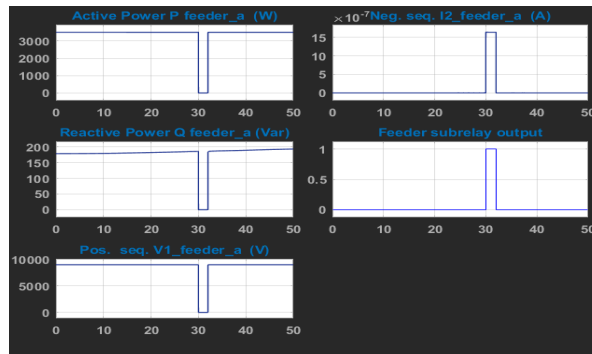 Active Power P feeder_a (W)
3000
2000
1000
0
0 10 20 30 40 50
×10-7 Neg. seq. I2_feeder_a (A)
15
10
5
0
0 10 20 30 40 50
Reactive Power Q feeder_a (Var)
200
150
100
50
0
0 10 20 30 40 50
Feeder subrelay output
1
0.5
0
0 10 20 30 40 50
Pos. seq. V1_feeder_a (V)
10000
5000
0
0 10 20 30 40 50